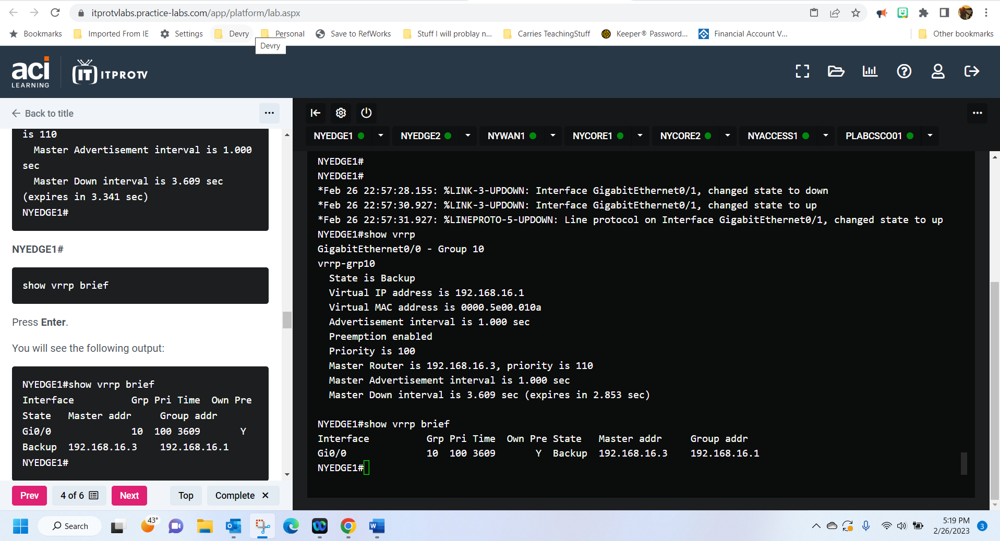 itprotvlabs.practice-labs.com/app/platform/lab.aspx
Bookmarks Imported From IE Settings Devry Personal Save to RefWorks Stuff I will problay n... Carries TeachingStuff Keeper® Password... Financial Account V... Other bookmarks
Devry
aci LEARNING IT ITPROTV
Back to title
is 110
Master Advertisement interval is 1.000
sec
Master Down interval is 3.609 sec
(expires in 3.341 sec)
NYEDGE1#
NYEDGE1#
show vrrp brief
Press Enter.
You will see the following output:
NYEDGE1#show vrrp brief
Interface Grp Pri Time Own Pre
State Master addr Group addr
Gi0/0 10 100 3609 Y
Backup 192.168.16.3 192.168.16.1
NYEDGE1#
Prev 4 of 6 Next Top Complete
NYEDGE1 NYEDGE2 NYWAN1 NYCORE1 NYCORE2 NYACCESS1 PLABCSCO01
NYEDGE1#
NYEDGE1#
*Feb 26 22:57:28.155: %LINK-3-UPDOWN: Interface GigabitEthernet0/1, changed state to down
*Feb 26 22:57:30.927: %LINK-3-UPDOWN: Interface GigabitEthernet0/1, changed state to up
*Feb 26 22:57:31.927: %LINEPROTO-5-UPDOWN: Line protocol on Interface GigabitEthernet0/1, changed state to up
NYEDGE1#show vrrp
GigabitEthernet0/0 - Group 10
vrrp-grp10
State is Backup
Virtual IP address is 192.168.16.1
Virtual MAC address is 0000.5e00.010a
Advertisement interval is 1.000 sec
Preemption enabled
Priority is 100
Master Router is 192.168.16.3, priority is 110
Master Advertisement interval is 1.000 sec
Master Down interval is 3.609 sec (expires in 2.853 sec)
NYEDGE1#show vrrp brief
Interface Grp Pri Time Own Pre State Master addr Group addr
Gi0/0 10 100 3609 Y Backup 192.168.16.3 192.168.16.1
NYEDGE1#
Search 43° 5:19 PM
2/26/2023 3